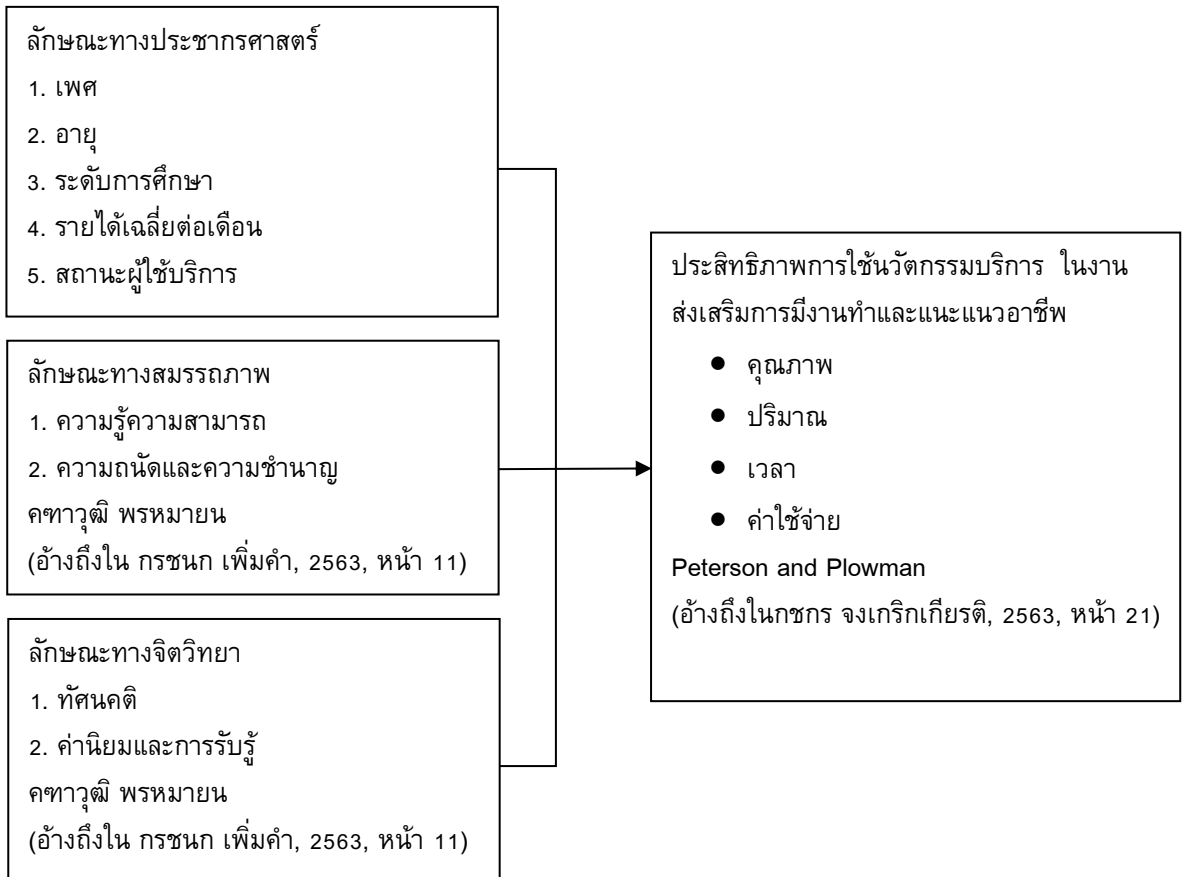 ลักษณะทางประชากรศาสตร์
1. เพศ
2. อายุ
3. ระดับการศึกษา
4. รายได้เฉลี่ยต่อเดือน
5. สถานะผู้ใช้บริการ
ลักษณะทางสมรรถภาพ
1. ความรู้ความสามารถ
2. ความถนัดและความชำนาญ
คฑาวุฒิ พรหมายน
(อ้างถึงใน กรชนก เพิ่มคำ, 2563, หน้า 11)
ลักษณะทางจิตวิทยา
1. ทัศนคติ
2. ค่านิยมและการรับรู้
คฑาวุฒิ พรหมายน
(อ้างถึงใน กรชนก เพิ่มคำ, 2563, หน้า 11)
ประสิทธิภาพการใช้นวัตกรรมบริการ ในงาน
ส่งเสริมการมีงานทำและแนะแนวอาชีพ
● คุณภาพ
● ปริมาณ
● เวลา
● ค่าใช้จ่าย
Peterson and Plowman
(อ้างถึงในกชกร จงเกริกเกียรติ, 2563, หน้า 21)